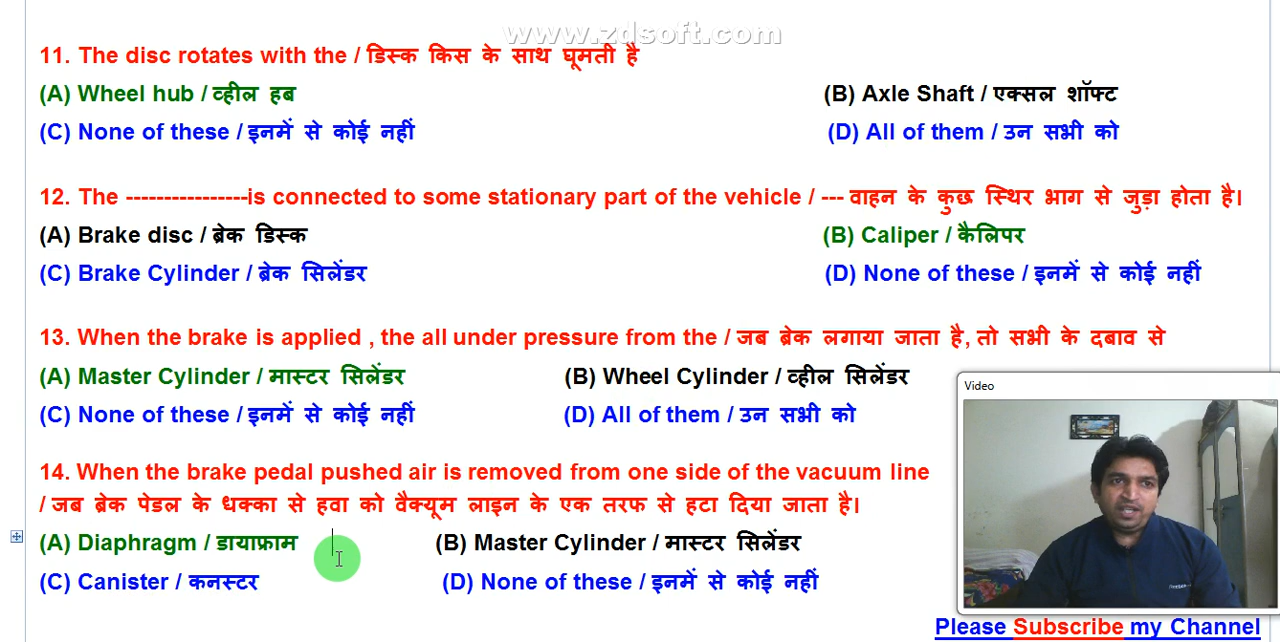 www.zdsoft.com
11. The disc rotates with the / डिस्क किस के साथ घूमती है
(A) Wheel hub / व्हील हब (B) Axle Shaft / एक्सल शॉफ्ट
(C) None of these / इनमें से कोई नहीं (D) All of them / उन सभी को
12. The ----------------is connected to some stationary part of the vehicle / --- वाहन के कुछ स्थिर भाग से जुड़ा होता है।
(A) Brake disc / ब्रेक डिस्क (B) Caliper / कैलिपर
(C) Brake Cylinder / ब्रेक सिलेंडर (D) None of these / इनमें से कोई नहीं
13. When the brake is applied , the all under pressure from the / जब ब्रेक लगाया जाता है, तो सभी के दबाव से
(A) Master Cylinder / मास्टर सिलेंडर (B) Wheel Cylinder / व्हील सिलेंडर
(C) None of these / इनमें से कोई नहीं (D) All of them / उन सभी को
Video
14. When the brake pedal pushed air is removed from one side of the vacuum line
/ जब ब्रेक पेडल के धक्का से हवा को वैक्यूम लाइन के एक तरफ से हटा दिया जाता है।
(A) Diaphragm / डायाफ्राम (B) Master Cylinder / मास्टर सिलेंडर
(C) Canister / कनस्टर (D) None of these / इनमें से कोई नहीं
Please Subscribe my Channel